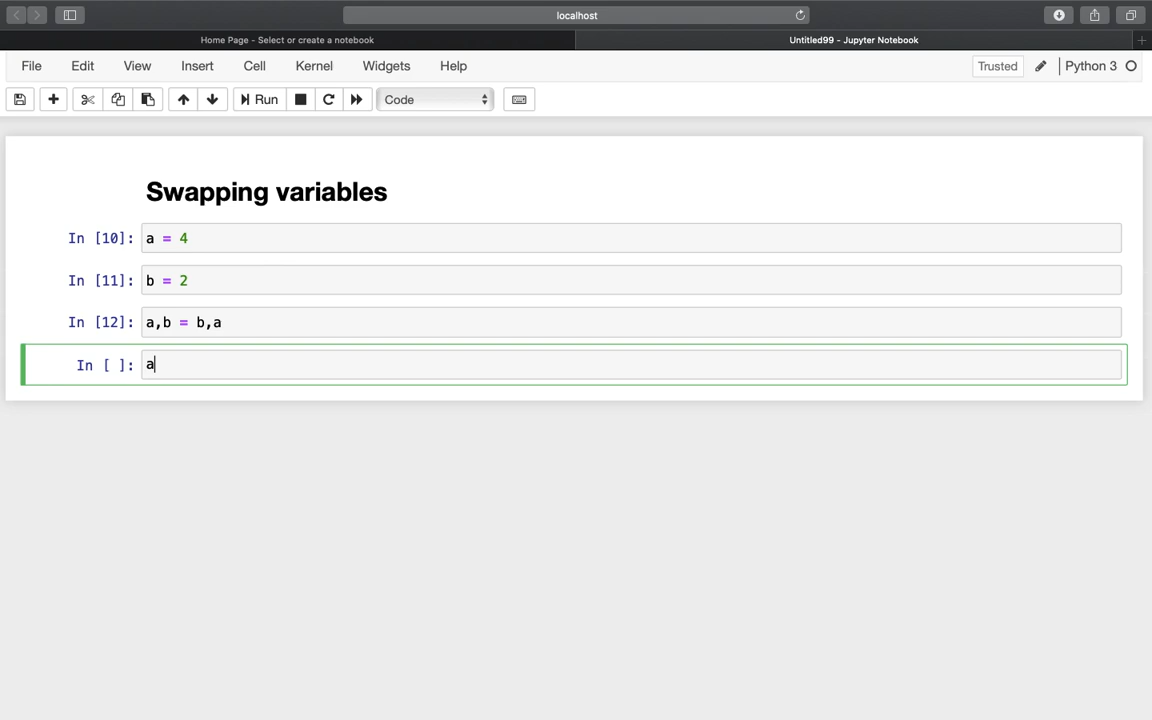 localhost
Home Page - Select or create a notebook
Untitled99 - Jupyter Notebook
File Edit View Insert Cell Kernel Widgets Help
Trusted
Python 3
Run
Code
Swapping variables
In [10]: a = 4
In [11]: b = 2
In [12]: a,b = b,a
In [ ]: a